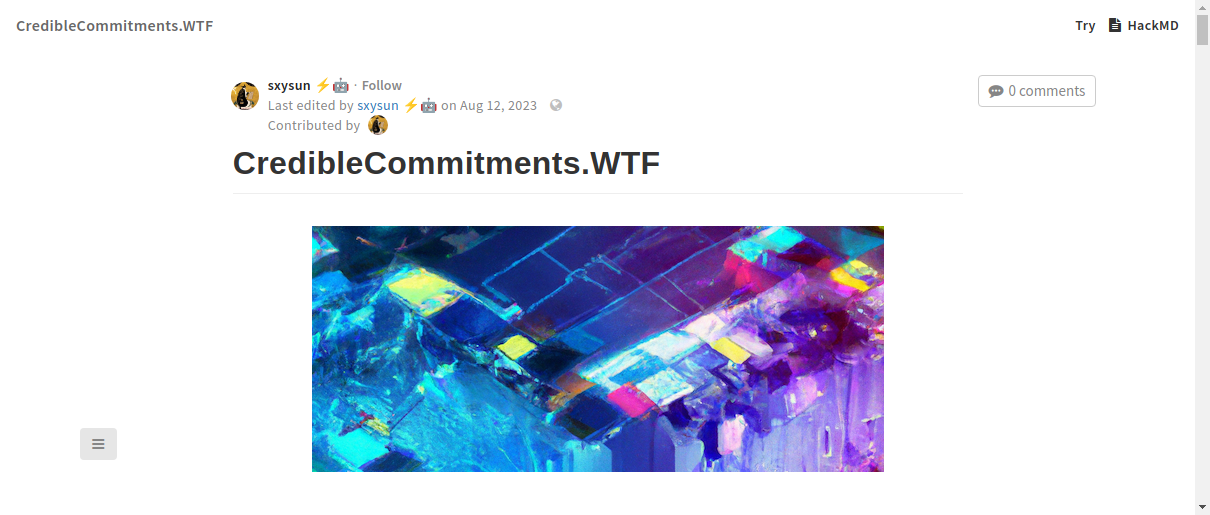 CredibleCommitments.WTF
Try HackMD
sxysun ⚡🤖 · Follow
0 comments
Last edited by sxysun ⚡🤖 on Aug 12, 2023
Contributed by
CredibleCommitments.WTF